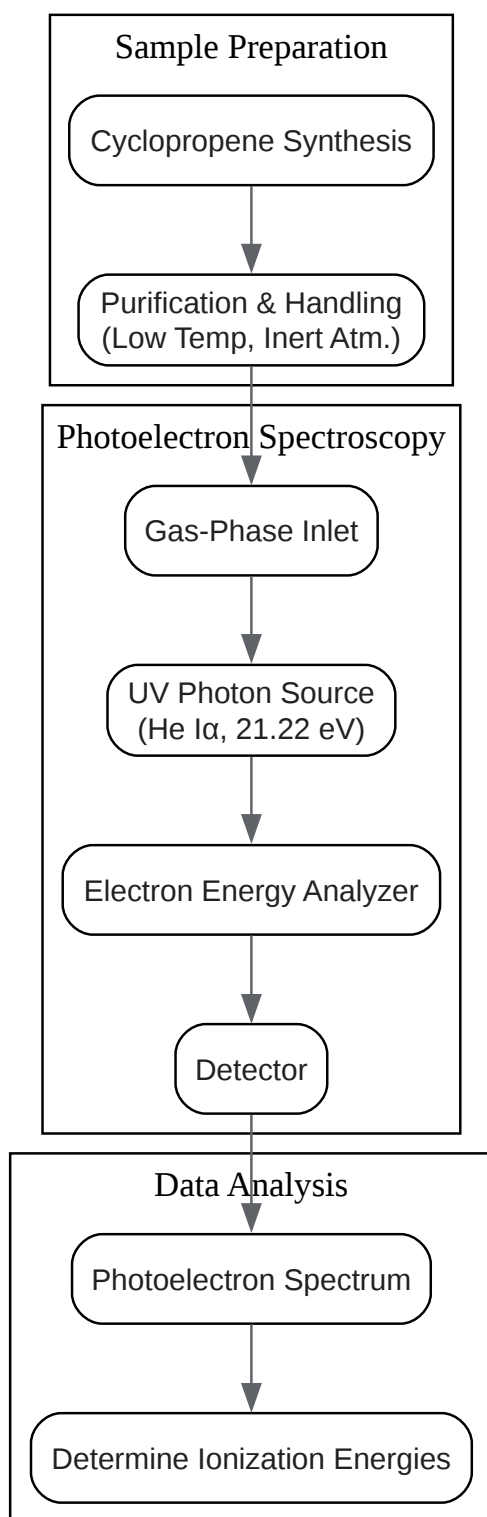 Sample Preparation
Cyclopropene Synthesis
Purification & Handling
(Low Temp, Inert Atm.)
Photoelectron Spectroscopy
Gas-Phase Inlet
UV Photon Source
(He Iα, 21.22 eV)
Electron Energy Analyzer
Detector
Data Analysis
Photoelectron Spectrum
Determine Ionization Energies